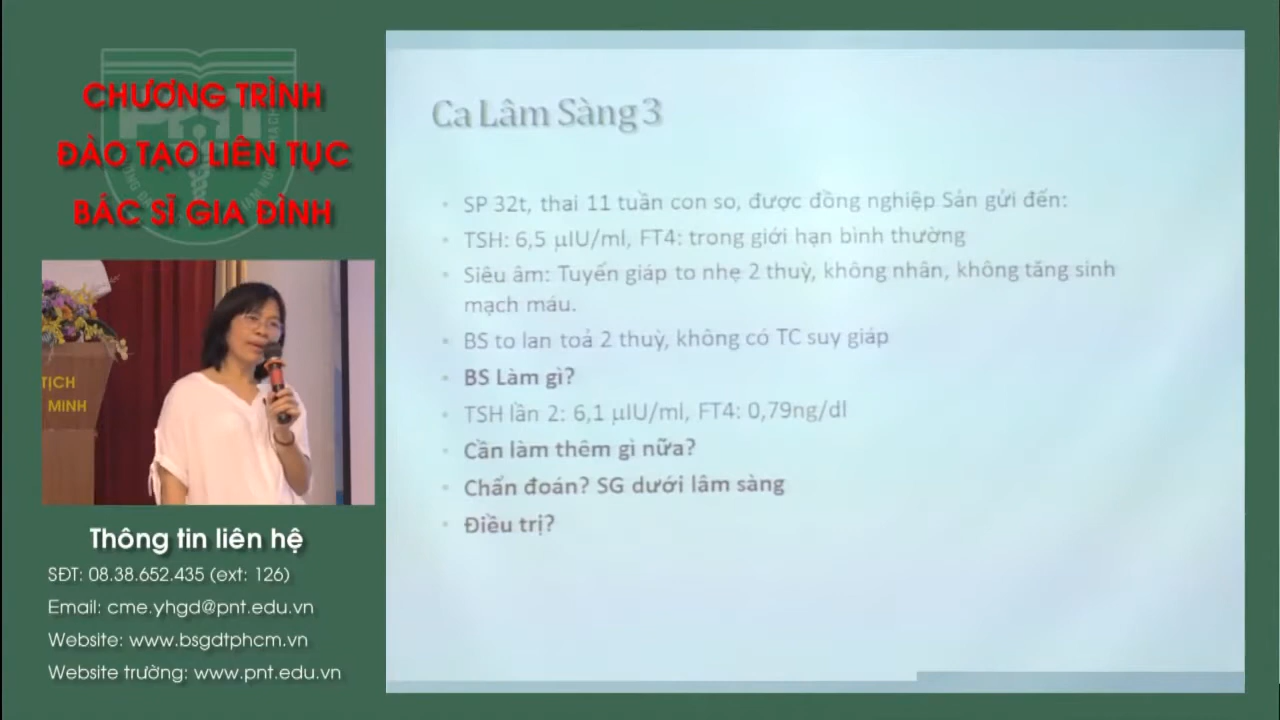 CHƯƠNG TRÌNH
ĐÀO TẠO LIÊN TỤC
BÁC SĨ GIA ĐÌNH
TỊCH
MINH
Thông tin liên hệ
SĐT: 08.38.652.435 (ext: 126)
Email: cme.yhgd@pnt.edu.vn
Website: www.bsgdtphcm.vn
Website trường: www.pnt.edu.vn
Ca Lâm Sàng 3
SP 32t, thai 11 tuần con so, được đồng nghiệp Sản gửi đến:
TSH: 6,5 µIU/ml, FT4: trong giới hạn bình thường
Siêu âm: Tuyến giáp to nhẹ 2 thuỳ, không nhân, không tăng sinh
mạch máu.
BS to lan toả 2 thuỳ, không có TC suy giáp
BS Làm gì?
TSH lần 2: 6,1 µIU/ml, FT4: 0,79ng/dl
Cần làm thêm gì nữa?
Chẩn đoán? SG dưới lâm sàng
Điều trị?